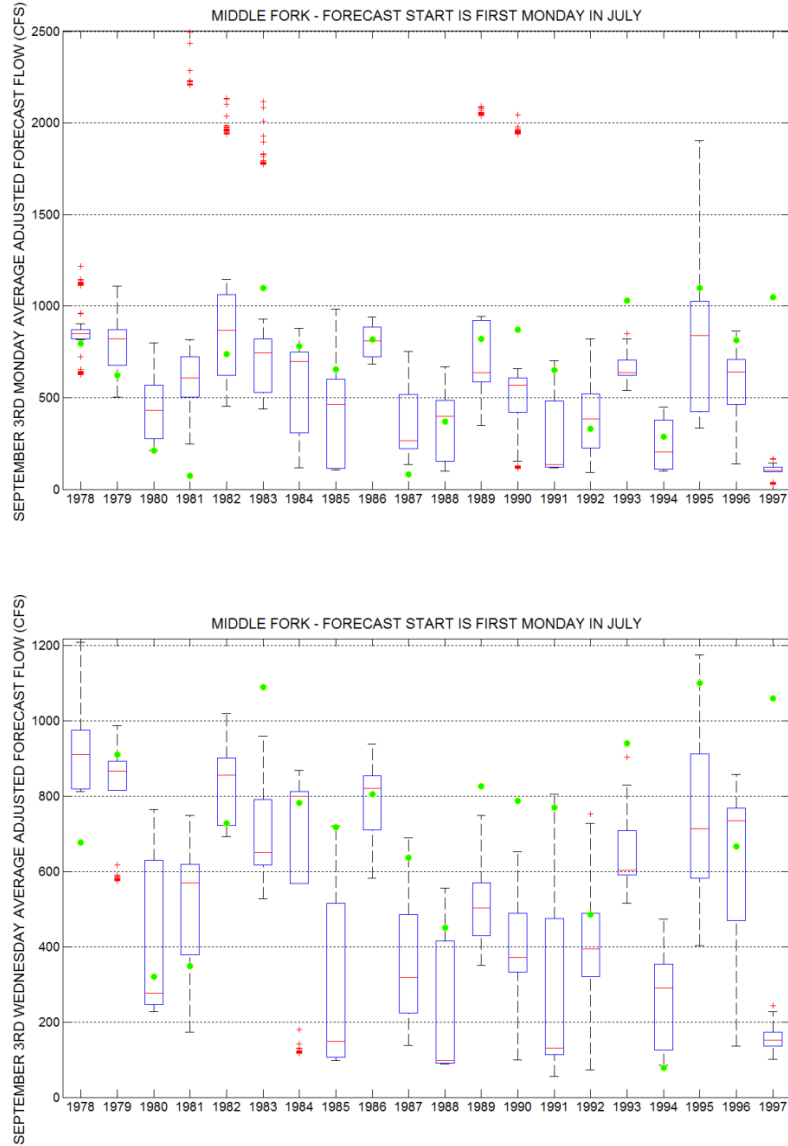 MIDDLE FORK - FORECAST START IS FIRST MONDAY IN JULY
SEPTEMBER 3RD MONDAY AVERAGE ADJUSTED FORECAST FLOW (CFS)
2500
2000
1500
1000
500
0
1978 1979 1980 1981 1982 1983 1984 1985 1986 1987 1988 1989 1990 1991 1992 1993 1994 1995 1996 1997
MIDDLE FORK - FORECAST START IS FIRST MONDAY IN JULY
SEPTEMBER 3RD WEDNESDAY AVERAGE ADJUSTED FORECAST FLOW (CFS)
1200
1000
800
600
400
200
0
1978 1979 1980 1981 1982 1983 1984 1985 1986 1987 1988 1989 1990 1991 1992 1993 1994 1995 1996 1997